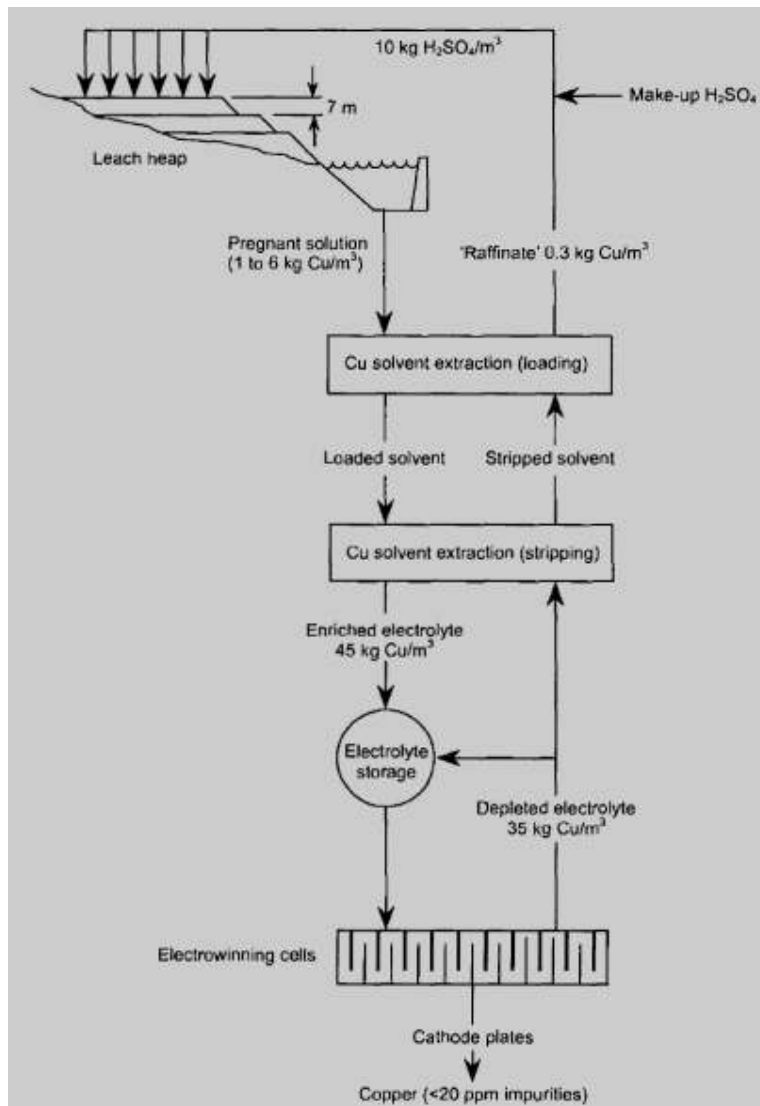 10 kg H₂SO₄/m³
Make-up H₂SO₄
7 m
Leach heap
Pregnant solution
(1 to 6 kg Cu/m³)
'Raffinate' 0.3 kg Cu/m³
Cu solvent extraction (loading)
Loaded solvent
Stripped solvent
Cu solvent extraction (stripping)
Enriched electrolyte
45 kg Cu/m³
Electrolyte
storage
Depleted electrolyte
35 kg Cu/m³
Electrowinning cells
Cathode plates
Copper (<20 ppm impurities)